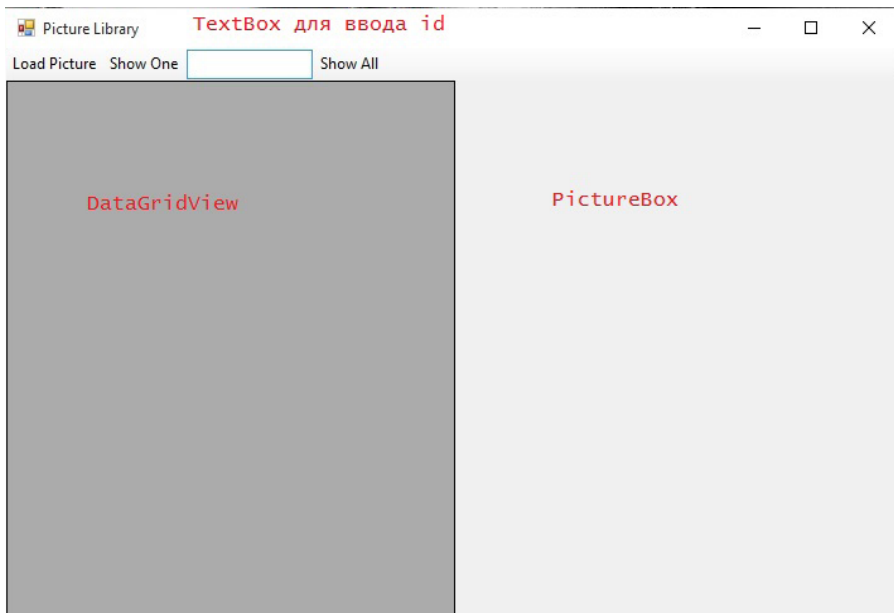 Picture Library
TextBox для ввода id
Load Picture Show One Show All
DataGridView
PictureBox